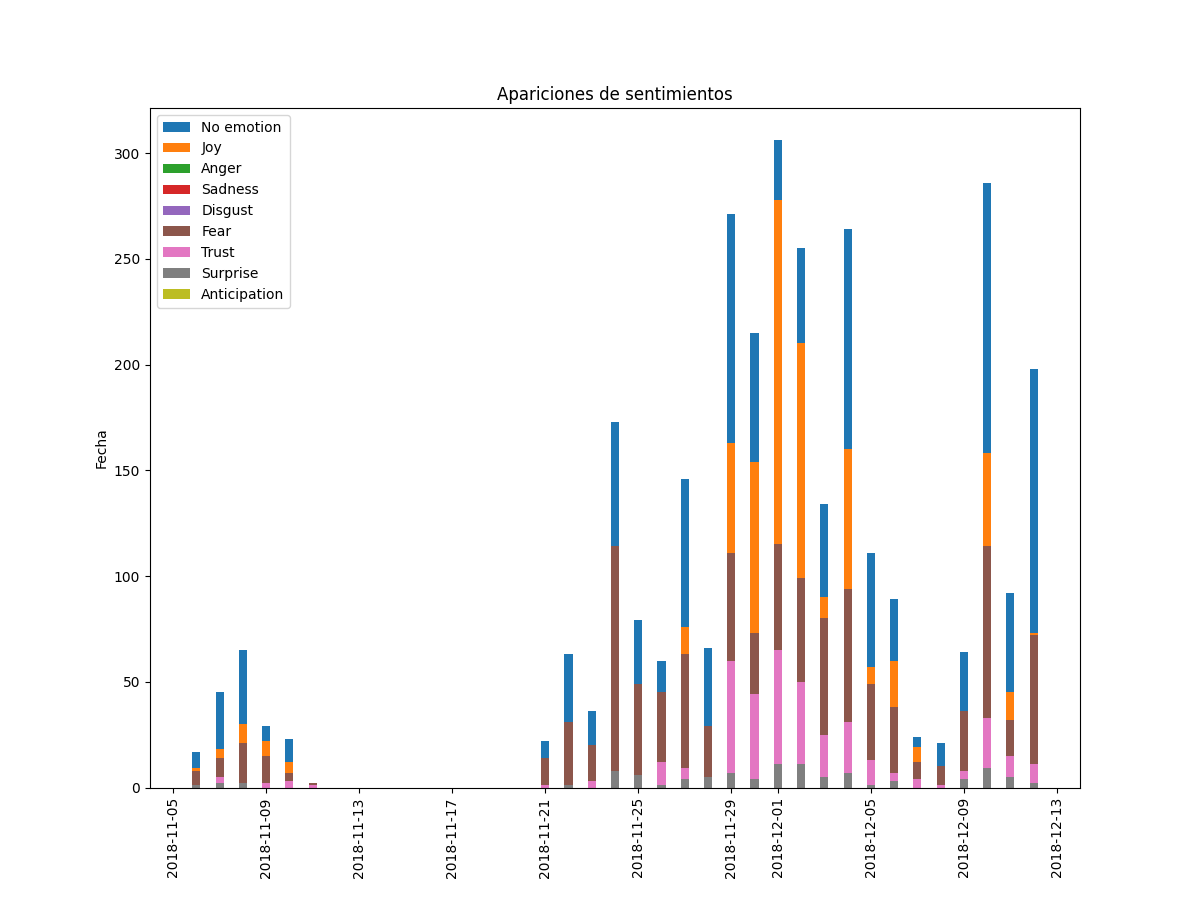 Apariciones de sentimientos
No emotion
Joy
Anger
Sadness
Disgust
Fear
Trust
Surprise
Anticipation
300
250
200
150
100
50
0
Fecha
2018-11-05
2018-11-09
2018-11-13
2018-11-17
2018-11-21
2018-11-25
2018-11-29
2018-12-01
2018-12-05
2018-12-09
2018-12-13